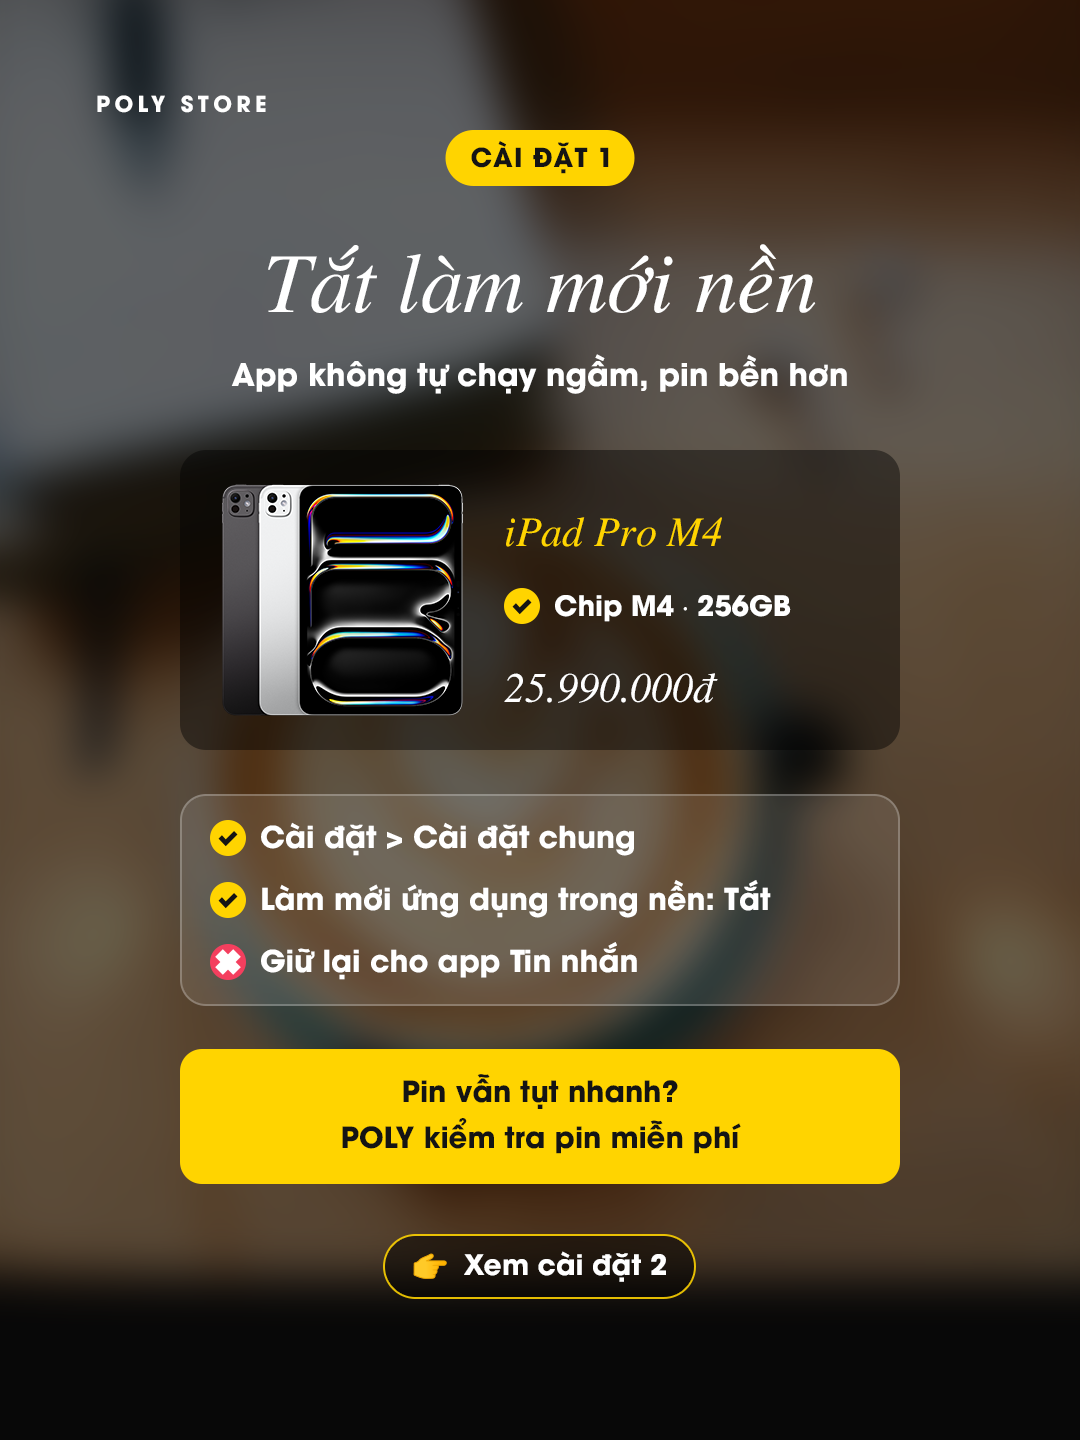 POLY STORE
CÀI ĐẶT 1
Tắt làm mới nền
App không tự chạy ngầm, pin bền hơn
iPad Pro M4
Chip M4 · 256GB
25.990.000đ
Cài đặt > Cài đặt chung
Làm mới ứng dụng trong nền: Tắt
Giữ lại cho app Tin nhắn
Pin vẫn tụt nhanh?
POLY kiểm tra pin miễn phí
👉 Xem cài đặt 2